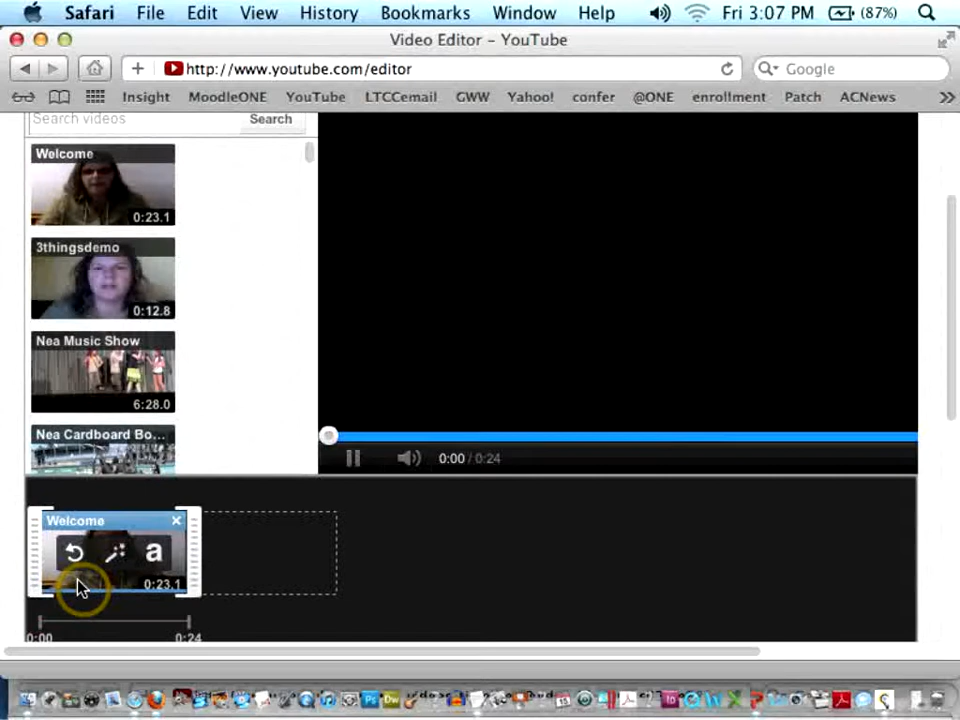 Safari File Edit View History Bookmarks Window Help Fri 3:07 PM (87%)
Video Editor – YouTube
http://www.youtube.com/editor
Google
Insight MoodleONE YouTube LTCCemail GWW Yahoo! confer @ONE enrollment Patch ACNews
Search videos Search
Welcome
0:23.1
3thingsdemo
0:12.8
Nea Music Show
6:28.0
Nea Cardboard Bo...
0:00 / 0:24
Welcome
a
0:23.1
0:00 0:24